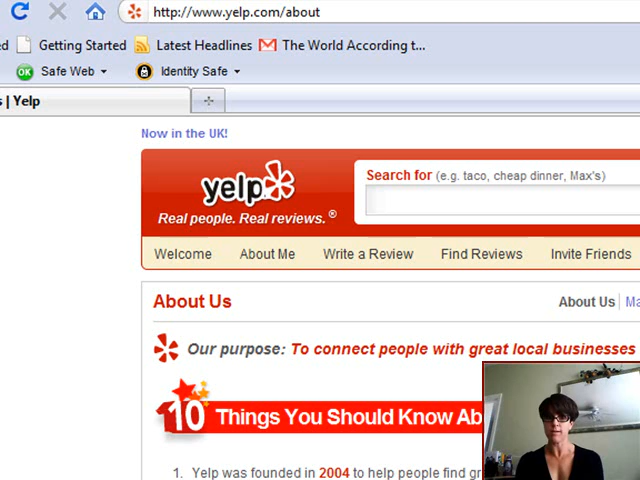 http://www.yelp.com/about
Getting Started Latest Headlines The World According t...
OK Safe Web Identity Safe
| Yelp
Now in the UK!
yelp
Search for (e.g. taco, cheap dinner, Max's)
Real people. Real reviews.®
Welcome About Me Write a Review Find Reviews Invite Friends
About Us About Us
Our purpose: To connect people with great local businesses
10 Things You Should Know Ab
1. Yelp was founded in 2004 to help people find